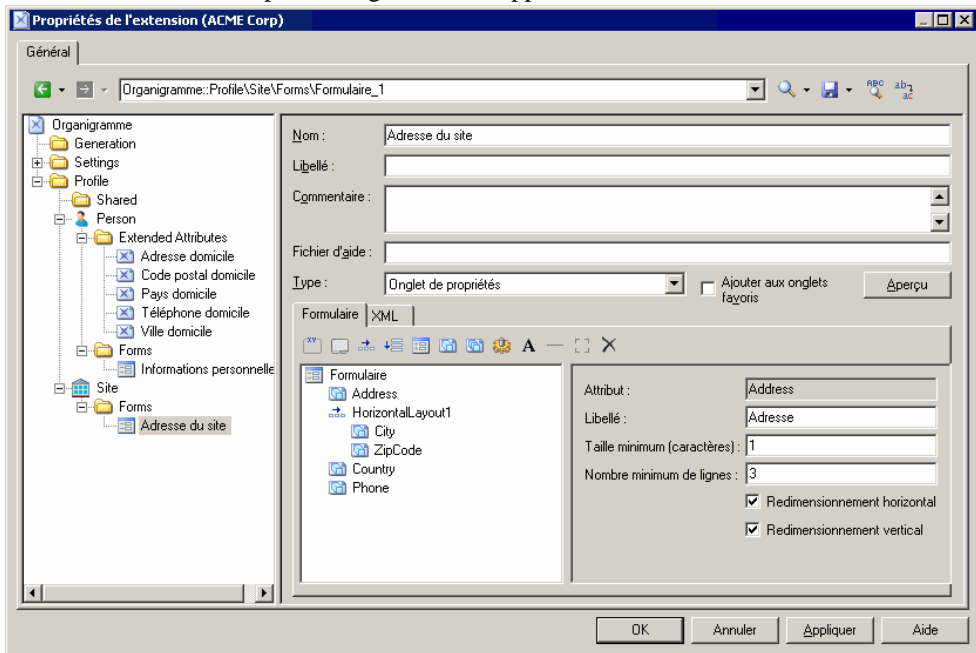 Propriétés de l'extension (ACME Corp)
Général
Organigramme::Profile\Site\Forms\Formulaire_1
Organigramme
Generation
Settings
Profile
Shared
Person
Extended Attributes
Adresse domicile
Code postal domicile
Pays domicile
Téléphone domicile
Ville domicile
Forms
Informations personnelle
Site
Forms
Adresse du site
Nom : Adresse du site
Libellé :
Commentaire :
Fichier d'aide :
Type : Onglet de propriétés
Ajouter aux onglets
favoris
Aperçu
Formulaire XML
A
Formulaire
Address
HorizontalLayout1
City
ZipCode
Country
Phone
Attribut : Address
Libellé : Adresse
Taille minimum (caractères) : 1
Nombre minimum de lignes : 3
Redimensionnement horizontal
Redimensionnement vertical
OK Annuler Appliquer Aide